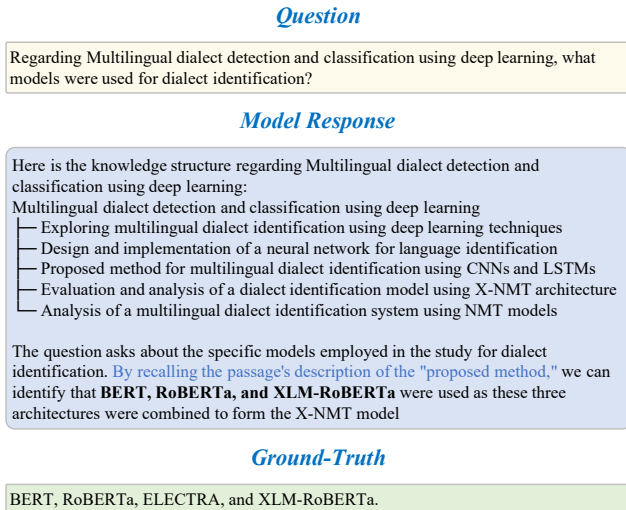 Question
Regarding Multilingual dialect detection and classification using deep learning, what
models were used for dialect identification?
Model Response
Here is the knowledge structure regarding Multilingual dialect detection and
classification using deep learning:
Multilingual dialect detection and classification using deep learning
├─ Exploring multilingual dialect identification using deep learning techniques
├─ Design and implementation of a neural network for language identification
├─ Proposed method for multilingual dialect identification using CNNs and LSTMs
├─ Evaluation and analysis of a dialect identification model using X-NMT architecture
└─ Analysis of a multilingual dialect identification system using NMT models
The question asks about the specific models employed in the study for dialect
identification. By recalling the passage's description of the "proposed method," we can
identify that BERT, RoBERTa, and XLM-RoBERTa were used as these three
architectures were combined to form the X-NMT model
Ground-Truth
BERT, RoBERTa, ELECTRA, and XLM-RoBERTa.